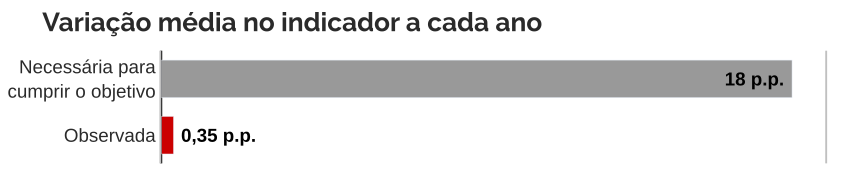 Variação média no indicador a cada ano
Necessária para
cumprir o objetivo
18 p.p.
Observada
0,35 p.p.